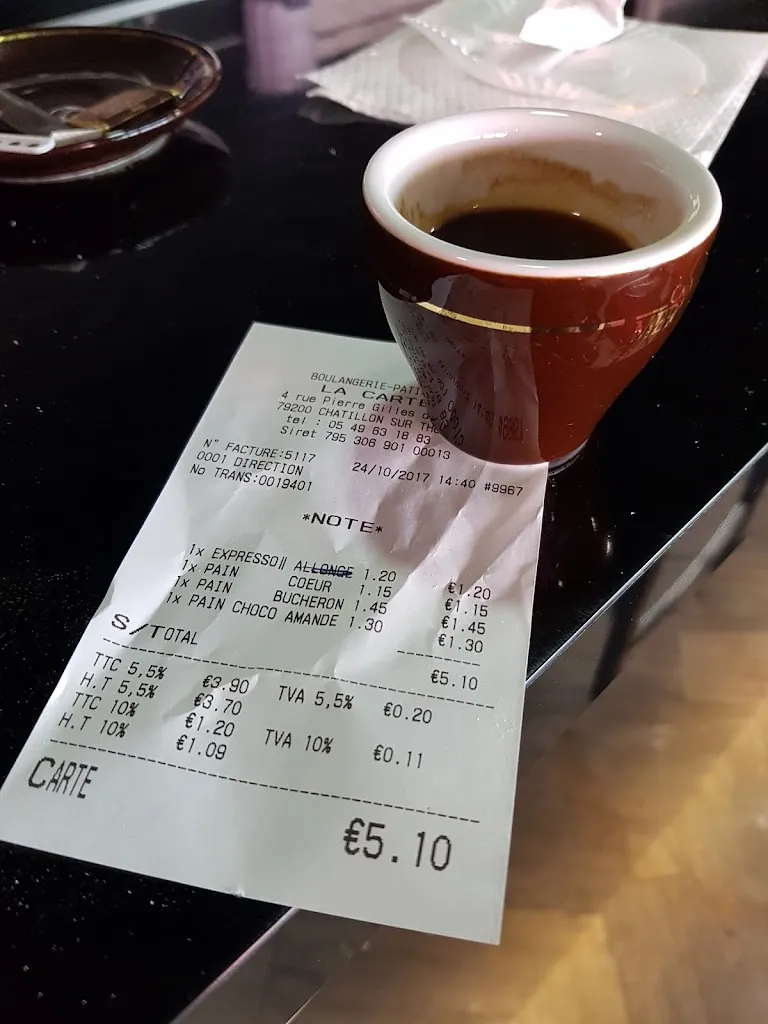 BOULANGERIE-PATI
LA CARTE
4 rue Pierre Gilles d
79200 CHATILLON SUR THOU
tel : 05 49 63 18 83
Siret 795 306 901 00013
N° FACTURE:5117
0001 DIRECTION 24/10/2017 14:40 #9967
No TRANS:0019401
*NOTE*
1x EXPRESSO|| ALLONGE 1.20 €1.20
1x PAIN COEUR 1.15 €1.15
1x PAIN BUCHERON 1.45 €1.45
1x PAIN CHOCO AMANDE 1.30 €1.30
S/TOTAL €5.10
TTC 5,5% €3.90 TVA 5,5% €0.20
H.T 5,5% €3.70
TTC 10% €1.20 TVA 10% €0.11
H.T 10% €1.09
CARTE
€5.10